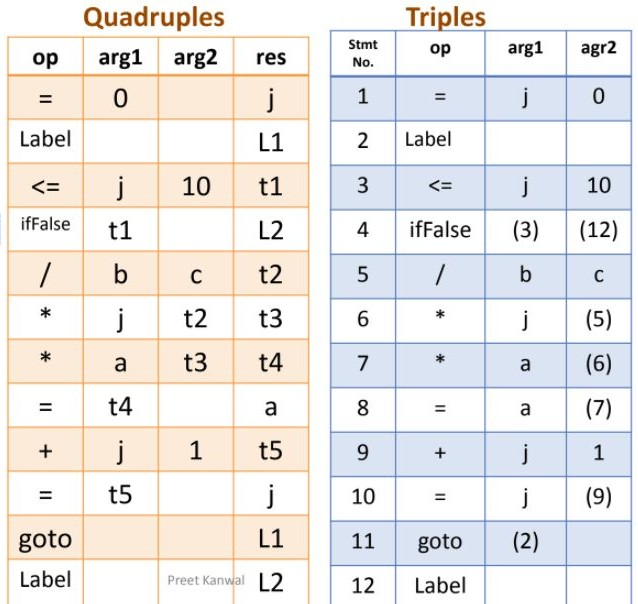 Quadruples
op arg1 arg2 res
= 0 j
Label L1
<= j 10 t1
ifFalse t1 L2
/ b c t2
* j t2 t3
* a t3 t4
= t4 a
+ j 1 t5
= t5 j
goto L1
Label Preet Kanwal L2
Triples
Stmt No. op arg1 agr2
1 = j 0
2 Label
3 <= j 10
4 ifFalse (3) (12)
5 / b c
6 * j (5)
7 * a (6)
8 = a (7)
9 + j 1
10 = j (9)
11 goto (2)
12 Label